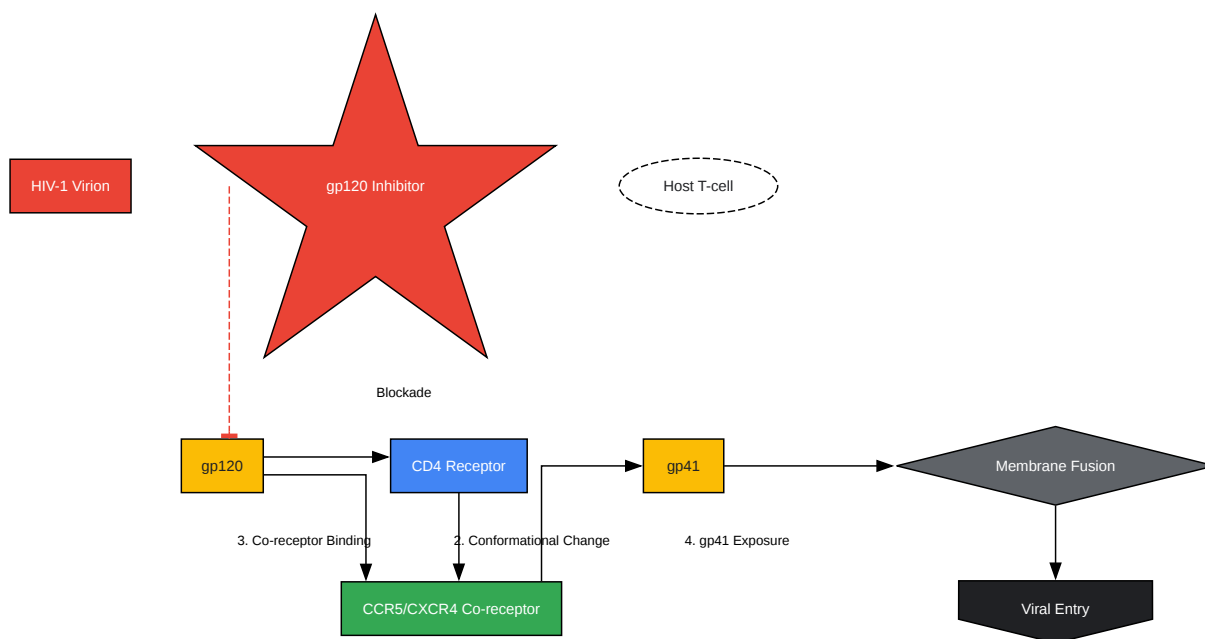 HIV-1 Virion
gp120 Inhibitor
Host T-cell
Blockade
gp120
CD4 Receptor
gp41
Membrane Fusion
3. Co-receptor Binding
2. Conformational Change
4. gp41 Exposure
CCR5/CXCR4 Co-receptor
Viral Entry